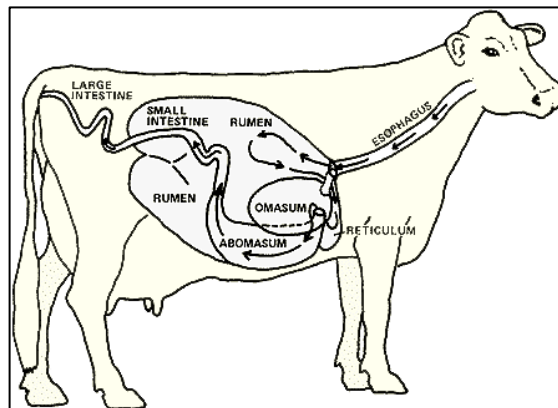 LARGE
INTESTINE
SMALL
INTESTINE
RUMEN
ESOPHAGUS
RUMEN
OMASUM
RETICULUM
ABOMASUM